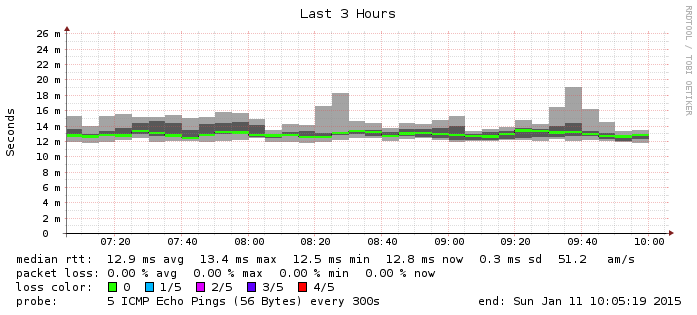 Last 3 Hours
RRDTOOL / TOBI OETIKER
Seconds
26 m
24 m
22 m
20 m
18 m
16 m
14 m
12 m
10 m
8 m
6 m
4 m
2 m
0
07:20 07:40 08:00 08:20 08:40 09:00 09:20 09:40 10:00
median rtt: 12.9 ms avg 13.4 ms max 12.5 ms min 12.8 ms now 0.3 ms sd 51.2 am/s
packet loss: 0.00 % avg 0.00 % max 0.00 % min 0.00 % now
loss color: 0 1/5 2/5 3/5 4/5
probe: 5 ICMP Echo Pings (56 Bytes) every 300s end: Sun Jan 11 10:05:19 2015